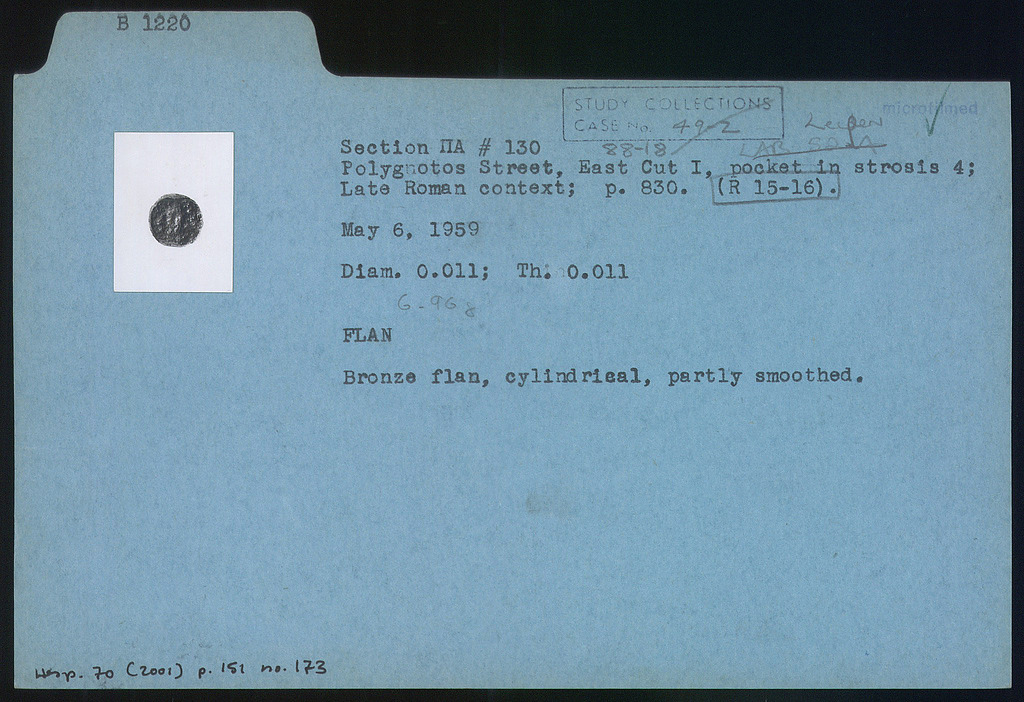 B 1220
STUDY COLLECTIONS
CASE No. 49-2
microfilmed
88-18
Section ΠA # 130
Polygnotos Street, East Cut I, pocket in strosis 4;
Late Roman context; p. 830. (R 15-16).
May 6, 1959
Diam. 0.011; Th. 0.011
6.96g
FLAN
Bronze flan, cylindrical, partly smoothed.
Hesp. 70 (2001) p. 151 no. 173